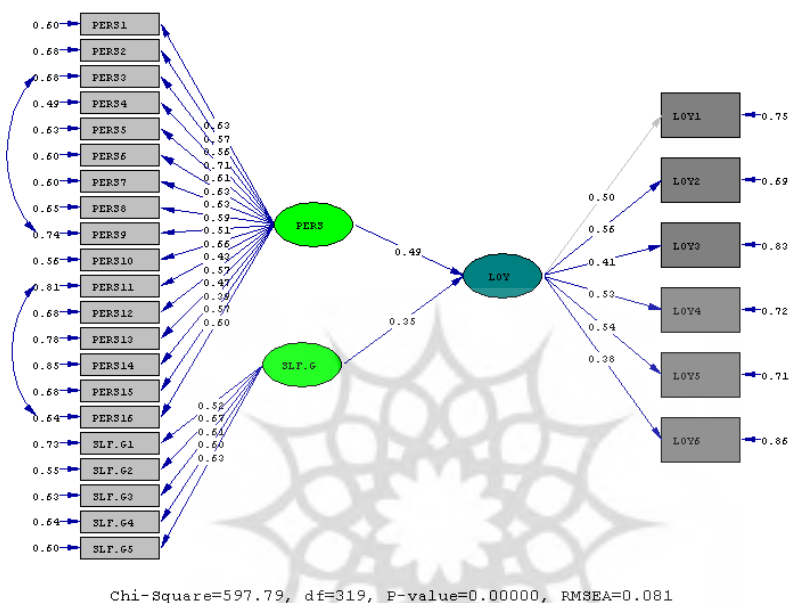 0.60 PERS1
0.68 PERS2
0.68 PERS3
0.49 PERS4
0.63 PERS5
0.60 PERS6
0.60 PERS7
0.65 PERS8
0.74 PERS9
0.56 PERS10
0.81 PERS11
0.68 PERS12
0.78 PERS13
0.85 PERS14
0.68 PERS15
0.64 PERS16
0.73 SLF.G1
0.55 SLF.G2
0.63 SLF.G3
0.64 SLF.G4
0.60 SLF.G5
0.63
0.57
0.56
0.71
0.61
0.63
0.63
0.59
0.51
0.66
0.43
0.57
0.47
0.39
0.57
0.60
0.52
0.67
0.61
0.60
0.63
PERS
SLF.G
0.49
0.35
LOY
0.50
0.56
0.41
0.53
0.54
0.38
LOY1 0.75
LOY2 0.69
LOY3 0.83
LOY4 0.72
LOY5 0.71
LOY6 0.86
Chi-Square=597.79, df=319, P-value=0.00000, RMSEA=0.081